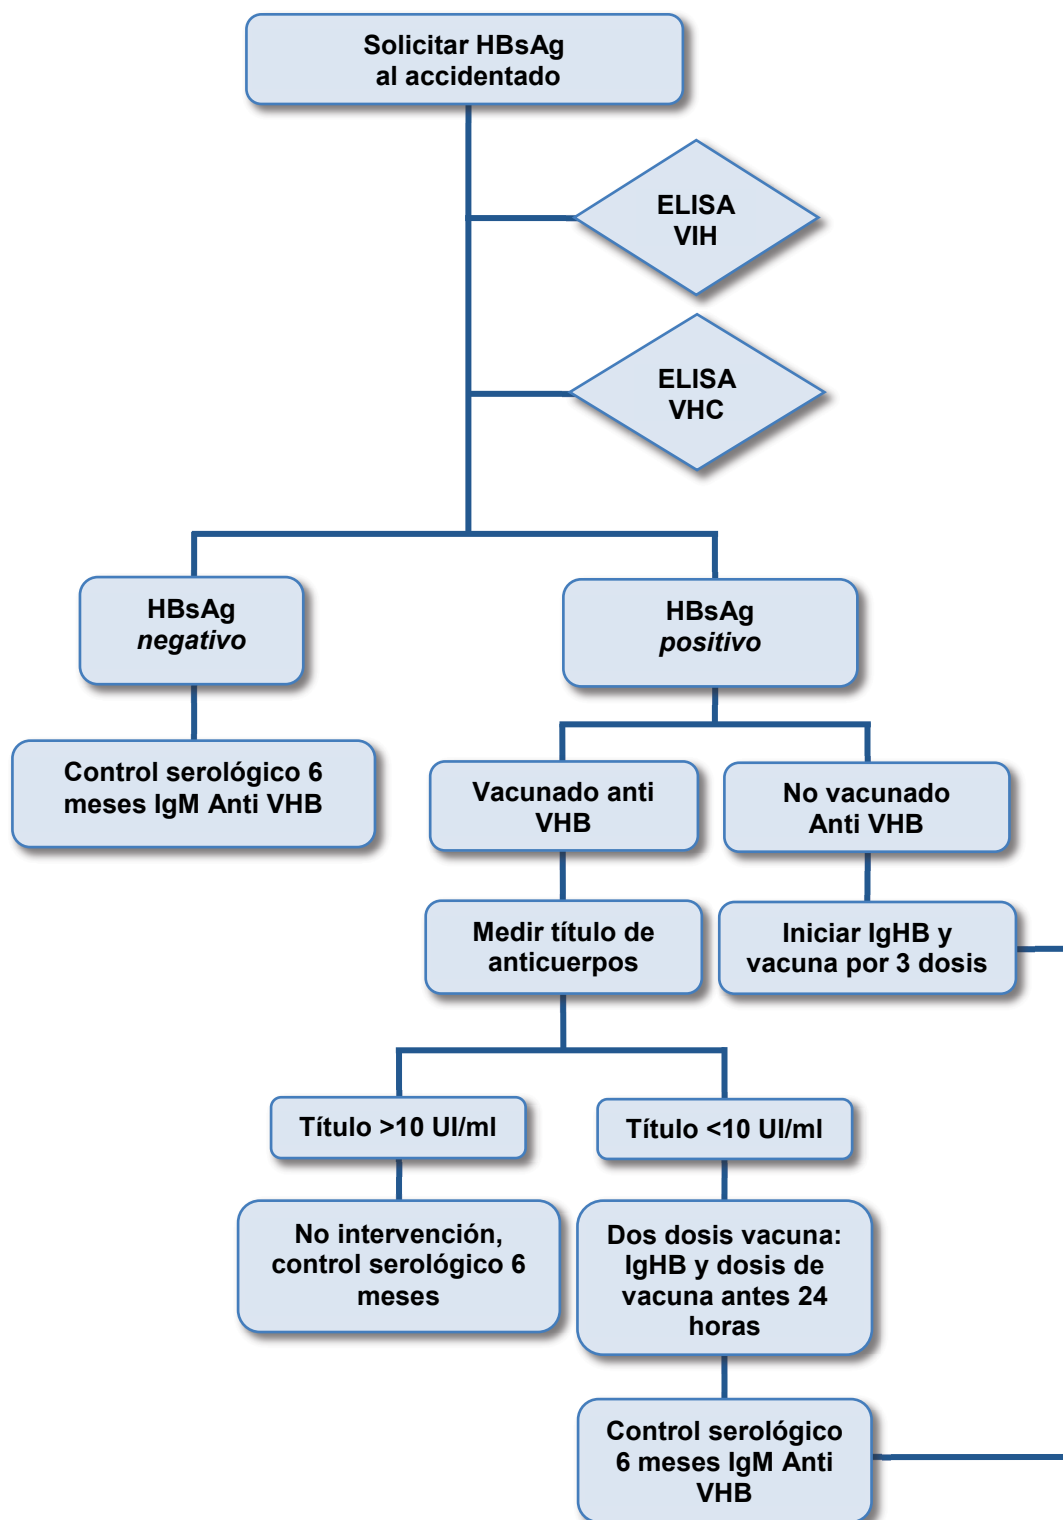 Solicitar HBsAg
al accidentado
ELISA
VIH
ELISA
VHC
HBsAg
negativo
HBsAg
positivo
Control serológico 6
meses IgM Anti VHB
Vacunado anti
VHB
No vacunado
Anti VHB
Medir título de
anticuerpos
Iniciar IgHB y
vacuna por 3 dosis
Título >10 UI/ml
Título <10 UI/ml
No intervención,
control serológico 6
meses
Dos dosis vacuna:
IgHB y dosis de
vacuna antes 24
horas
Control serológico
6 meses IgM Anti
VHB